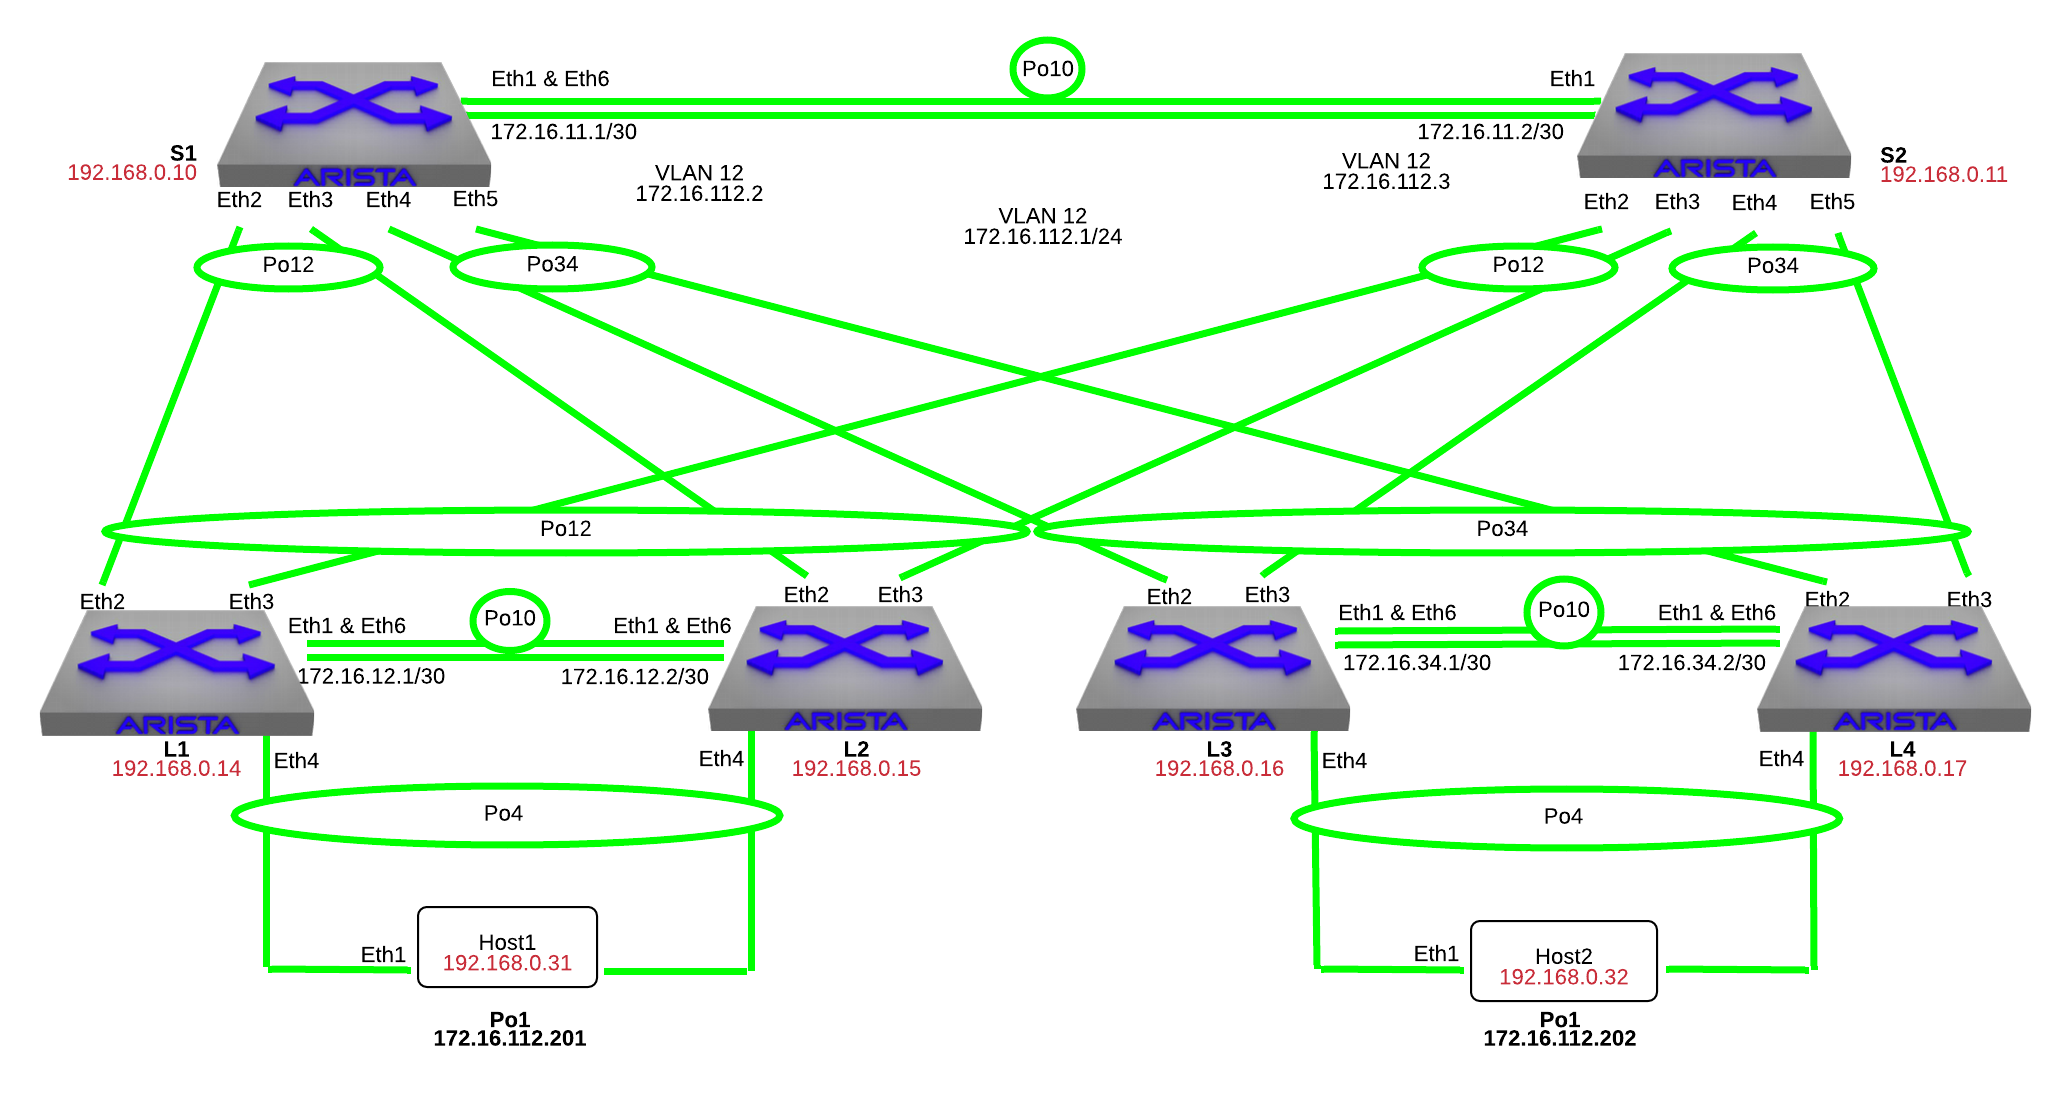 Po10
Eth1 & Eth6
Eth1
172.16.11.1/30
172.16.11.2/30
S1
192.168.0.10
ARISTA
VLAN 12
172.16.112.2
VLAN 12
172.16.112.3
ARISTA
S2
192.168.0.11
Eth2
Eth3
Eth4
Eth5
VLAN 12
172.16.112.1/24
Eth2
Eth3
Eth4
Eth5
Po12
Po34
Po12
Po34
Po12
Po34
Eth2
Eth3
Eth2
Eth3
Eth2
Eth3
Eth2
Eth3
Eth1 & Eth6
Po10
Eth1 & Eth6
Eth1 & Eth6
Po10
Eth1 & Eth6
172.16.12.1/30
172.16.12.2/30
172.16.34.1/30
172.16.34.2/30
ARISTA
ARISTA
ARISTA
ARISTA
L1
192.168.0.14
Eth4
Eth4
L2
192.168.0.15
L3
192.168.0.16
Eth4
Eth4
L4
192.168.0.17
Po4
Po4
Eth1
Host1
192.168.0.31
Eth1
Host2
192.168.0.32
Po1
172.16.112.201
Po1
172.16.112.202